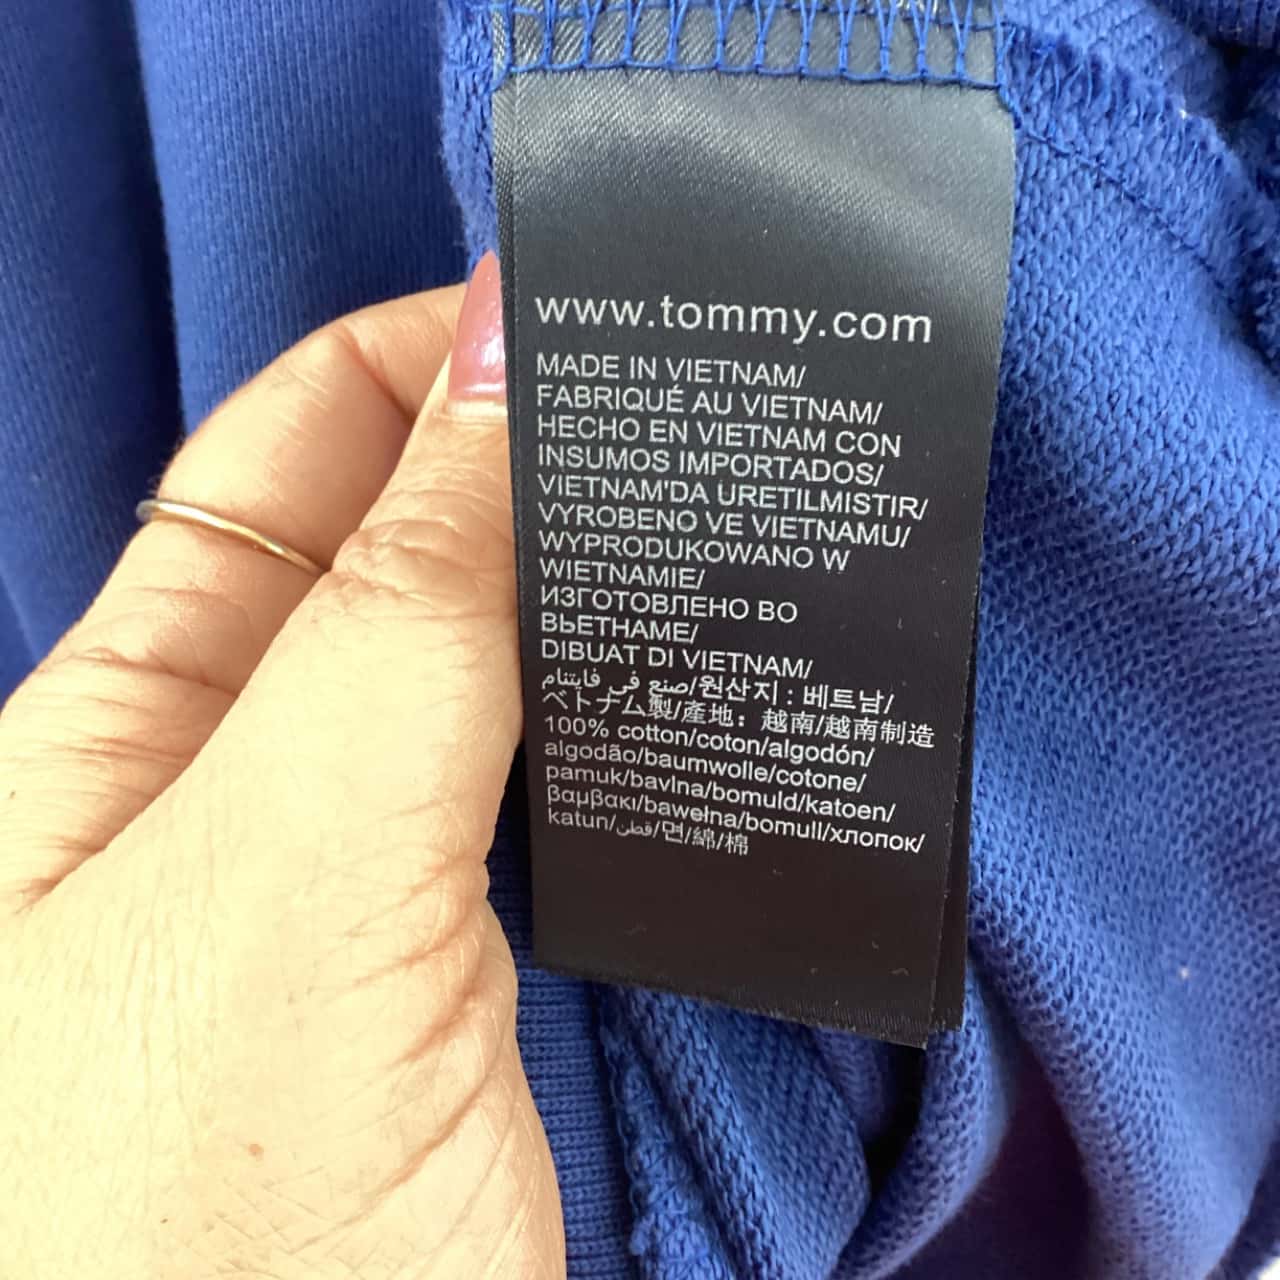 www.tommy.com
MADE IN VIETNAM/
FABRIQUÉ AU VIETNAM/
HECHO EN VIETNAM CON
INSUMOS IMPORTADOS/
VIETNAM'DA URETILMISTIR/
VYROBENO VE VIETNAMU/
WYPRODUKOWANO W
WIETNAMIE/
ИЗГОТОВЛЕНО ВО
ВЬЕТНАМЕ/
DIBUAT DI VIETNAM/
صنع في فايتنام/원산지 : 베트남/
ベトナム製/產地：越南/越南制造
100% cotton/coton/algodón/
algodão/baumwolle/cotone/
pamuk/bavlna/bomuld/katoen/
βαμβακι/bawełna/bomull/хлопок/
katun/قطن/면/綿/棉